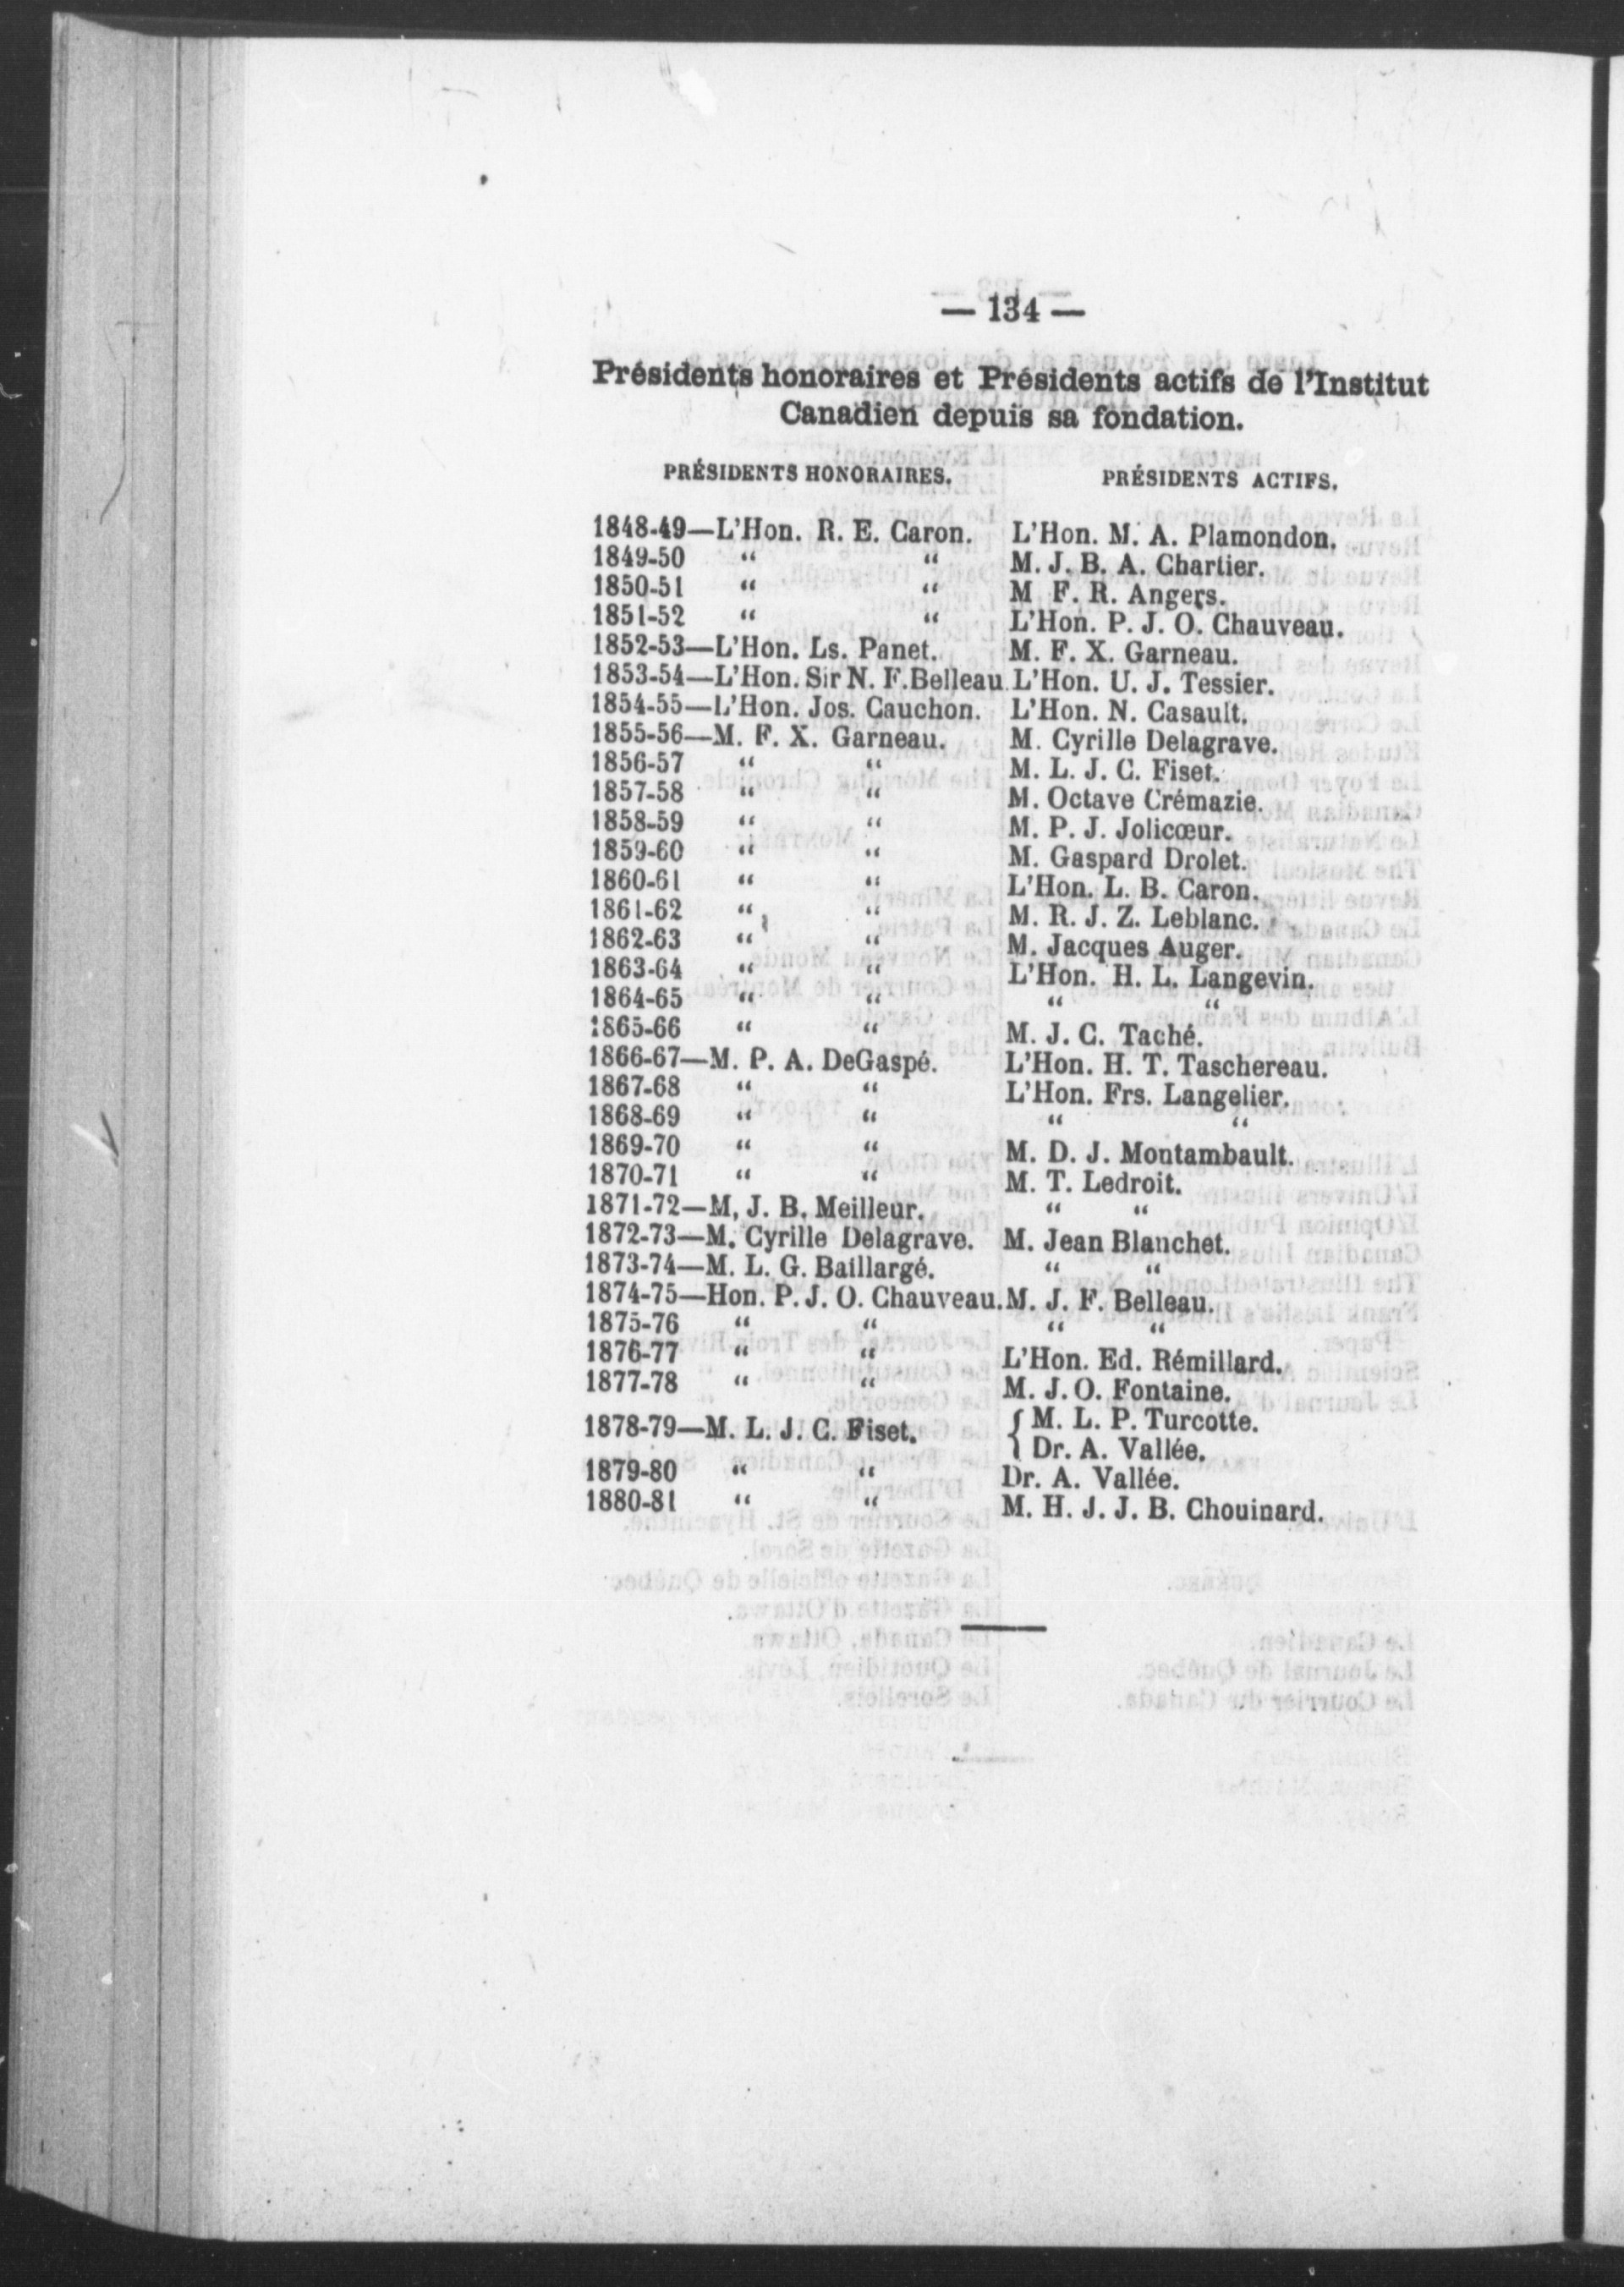 — 134 —
Présidents honoraires et Présidents actifs de l'Institut
Canadien depuis sa fondation.
PRÉSIDENTS HONORAIRES. PRÉSIDENTS ACTIFS.
1848-49—L'Hon. R. E. Caron. L'Hon. M. A. Plamondon.
1849-50 “ “ M. J. B. A. Chartier.
1850-51 “ “ M F. R. Angers.
1851-52 “ “ L'Hon. P. J. O. Chauveau.
1852-53—L'Hon. Ls. Panet. M. F. X. Garneau.
1853-54—L'Hon. Sir N. F. Belleau. L'Hon. U. J. Tessier.
1854-55—L'Hon. Jos. Cauchon. L'Hon. N. Casault.
1855-56—M. F. X. Garneau. M. Cyrille Delagrave.
1856-57 “ “ M. L. J. C. Fiset.
1857-58 “ “ M. Octave Crémazie.
1858-59 “ “ M. P. J. Jolicœur.
1859-60 “ “ M. Gaspard Drolet.
1860-61 “ “ L'Hon. L. B. Caron.
1861-62 “ “ M. R. J. Z. Leblanc.
1862-63 “ “ M. Jacques Auger.
1863-64 “ “ L'Hon. H. L. Langevin.
1864-65 “ “ “ “
1865-66 “ “ M. J. C. Taché.
1866-67—M. P. A. DeGaspé. L'Hon. H. T. Taschereau.
1867-68 “ “ L'Hon. Frs. Langelier.
1868-69 “ “ “ “
1869-70 “ “ M. D. J. Montambault.
1870-71 “ “ M. T. Ledroit.
1871-72—M, J. B. Meilleur. “ “
1872-73—M. Cyrille Delagrave. M. Jean Blanchet.
1873-74—M. L. G. Baillargé. “ “
1874-75—Hon. P. J. O. Chauveau. M. J. F. Belleau.
1875-76 “ “ “ “
1876-77 “ “ L'Hon. Ed. Rémillard.
1877-78 “ “ M. J. O. Fontaine.
1878-79—M. L. J. C. Fiset. { M. L. P. Turcotte.
Dr. A. Vallée.
1879-80 “ “ Dr. A. Vallée.
1880-81 “ “ M. H. J. J. B. Chouinard.